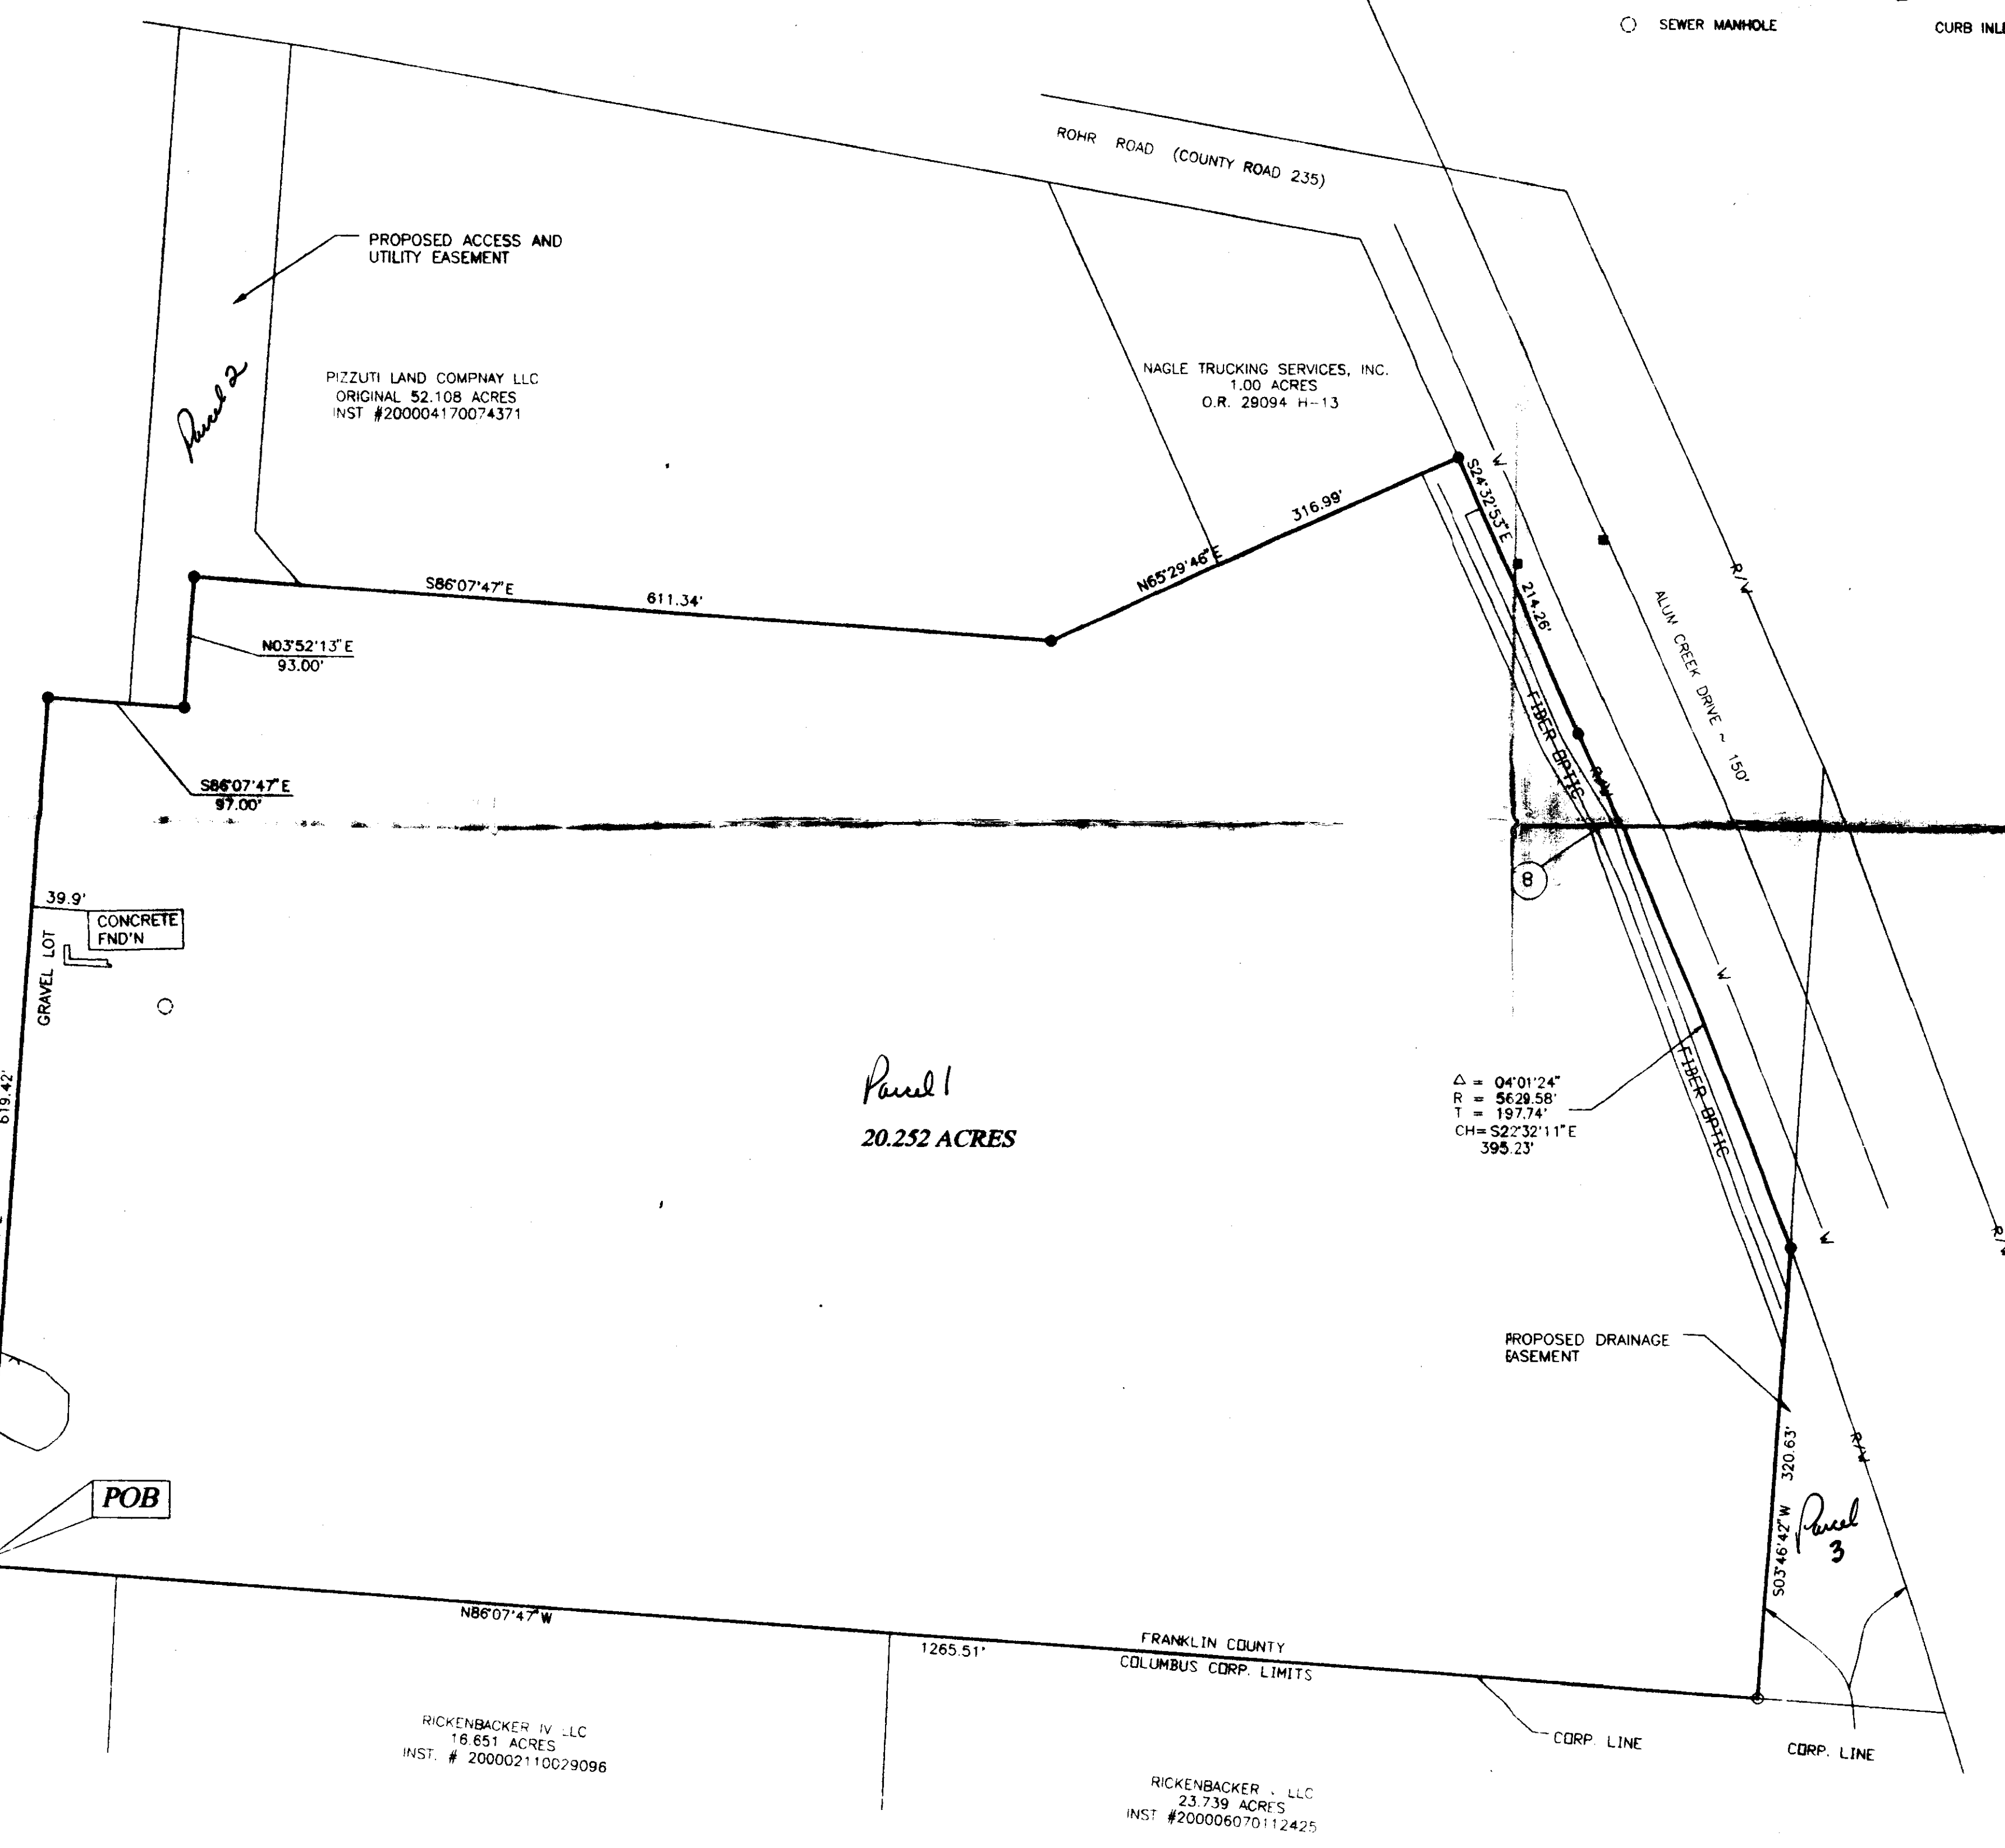 SEWER MANHOLE
CURB INL
ROHR ROAD (COUNTY ROAD 235)
PROPOSED ACCESS AND
UTILITY EASEMENT
Parcel 2
PIZZUTI LAND COMPNAY LLC
ORIGINAL 52.108 ACRES
INST #200004170074371
NAGLE TRUCKING SERVICES, INC.
1.00 ACRES
O.R. 29094 H-13
S24°32'53"E
214.26'
316.99'
N65°29'46"E
W
R/W
ALUM CREEK DRIVE ~ 150'
S86°07'47"E
611.34'
N03°52'13"E
93.00'
S86°07'47"E
97.00'
FIBER OPTIC
R/W
8
39.9'
CONCRETE
FND'N
GRAVEL LOT
619.42'
W
Parcel 1
20.252 ACRES
Δ = 04°01'24"
R = 5629.58'
T = 197.74'
CH= S22°32'11"E
395.23'
FIBER OPTIC
W
R/
PROPOSED DRAINAGE
EASEMENT
R/W
S03°46'42"W 320.63'
Parcel
3
POB
N86°07'47"W
1265.51'
FRANKLIN COUNTY
COLUMBUS CORP. LIMITS
CORP. LINE
CORP. LINE
RICKENBACKER IV LLC
16.651 ACRES
INST. # 200002110029096
RICKENBACKER LLC
23.739 ACRES
INST #200006070112425